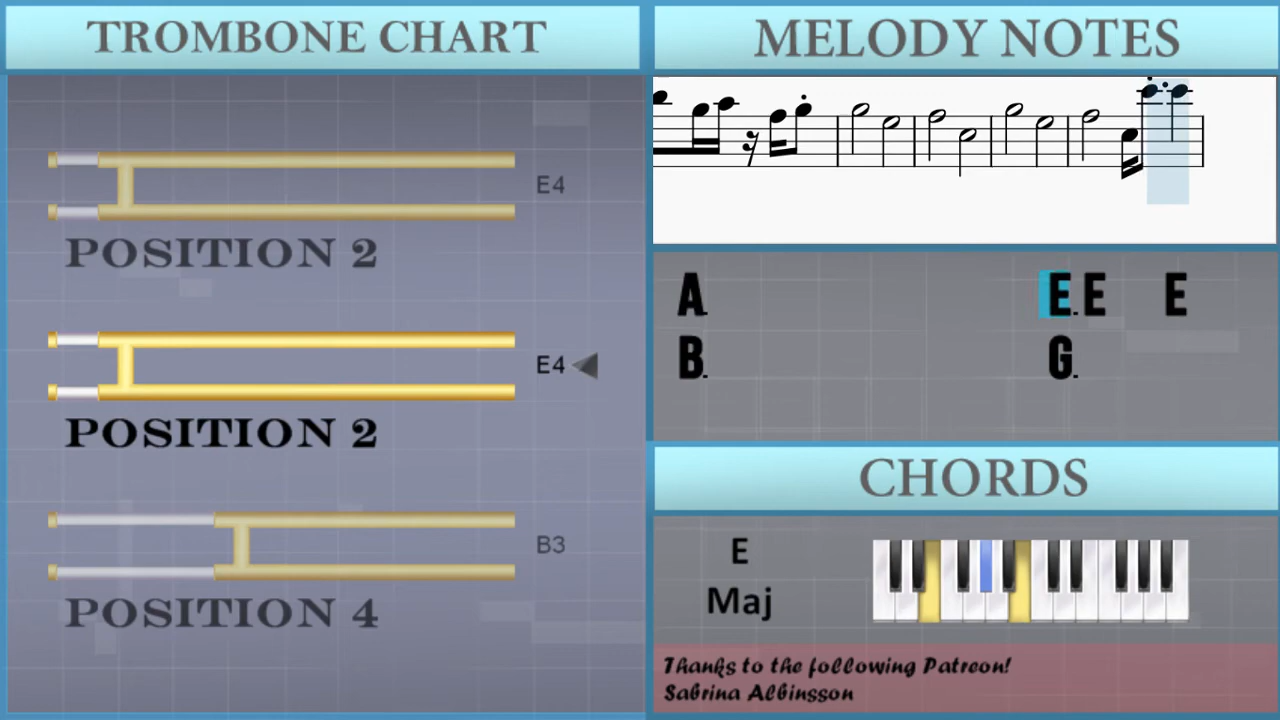 TROMBONE CHART
E4
POSITION 2
E4
POSITION 2
B3
POSITION 4
MELODY NOTES
A. E. E E
B. G.
CHORDS
E
Maj
Thanks to the following Patreon!
Sabrina Albinsson